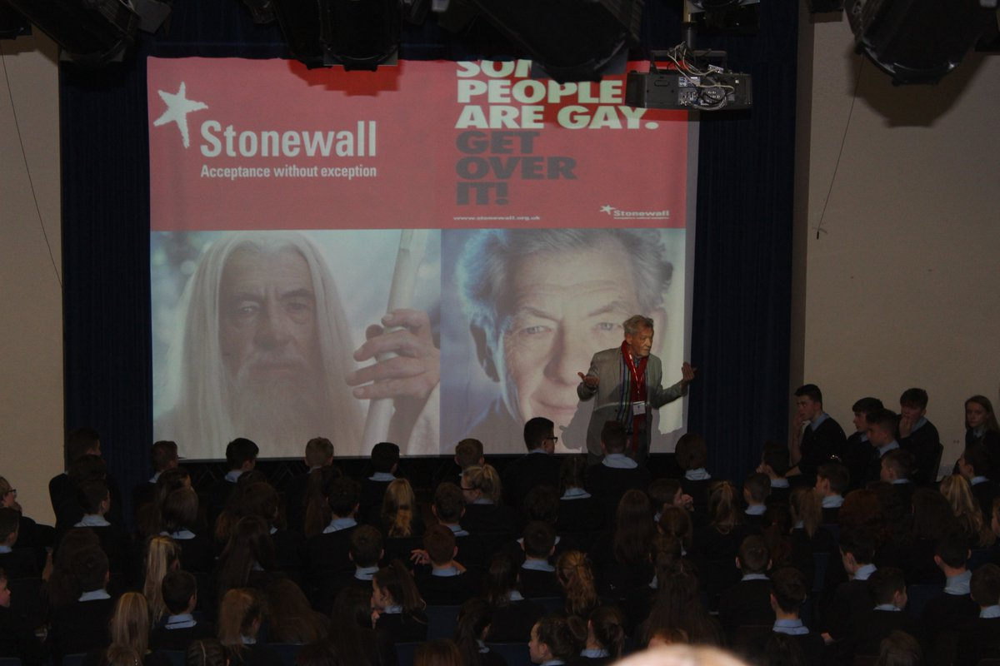 Stonewall
Acceptance without exception
PEOPLE
ARE GAY.
GET
OVER
IT!
www.stonewall.org.uk
Stonewall